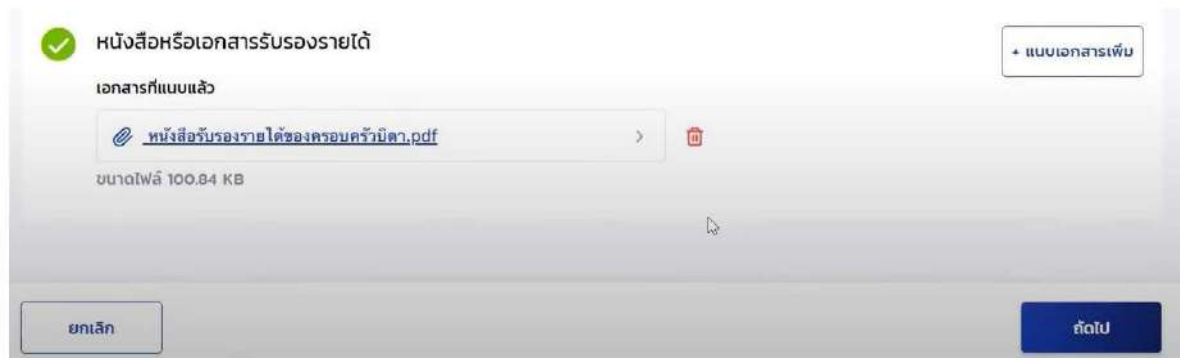 หนังสือหรือเอกสารรับรองรายได้
+ แนบเอกสารเพิ่ม
เอกสารที่แนบแล้ว
หนังสือรับรองรายได้ของครอบครัวบิดา.pdf
ขนาดไฟล์ 100.84 KB
ยกเลิก
ถัดไป